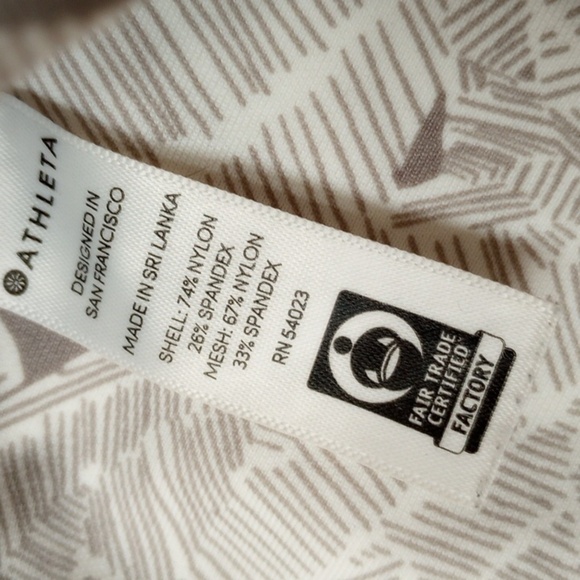 ATHLETA
DESIGNED IN
SAN FRANCISCO
MADE IN SRI LANKA
SHELL: 74% NYLON
26% SPANDEX
MESH: 67% NYLON
33% SPANDEX
RN 54023
FAIR TRADE
CERTIFIED
FACTORY